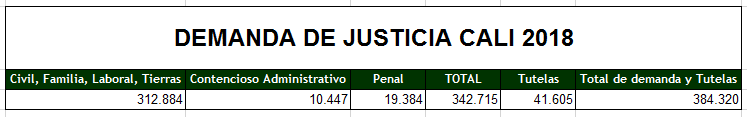 DEMANDA DE JUSTICIA CALI 2018
Civil, Familia, Laboral, Tierras Contencioso Administrativo Penal TOTAL Tutelas Total de demanda y Tutelas
312.884 10.447 19.384 342.715 41.605 384.320